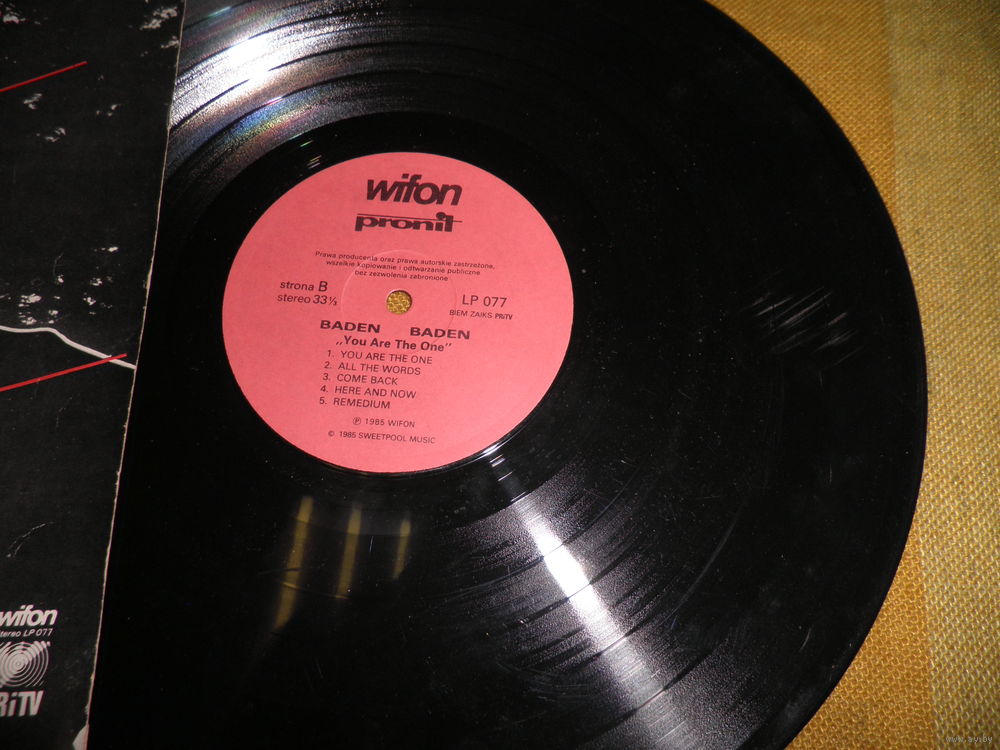 wifon
pronit
Prawa producenta oraz prawa autorskie zastrzeżone,
wszelkie kopiowanie i odtwarzanie publiczne
bez zezwolenia zabronione
strona B
stereo 33⅓
LP 077
BIEM ZAIKS PRiTV
BADEN BADEN
„You Are The One”
1. YOU ARE THE ONE
2. ALL THE WORDS
3. COME BACK
4. HERE AND NOW
5. REMEDIUM
℗ 1985 WIFON
© 1985 SWEETPOOL MUSIC
wifon
stereo LP 077
PRiTV
www.ay.by